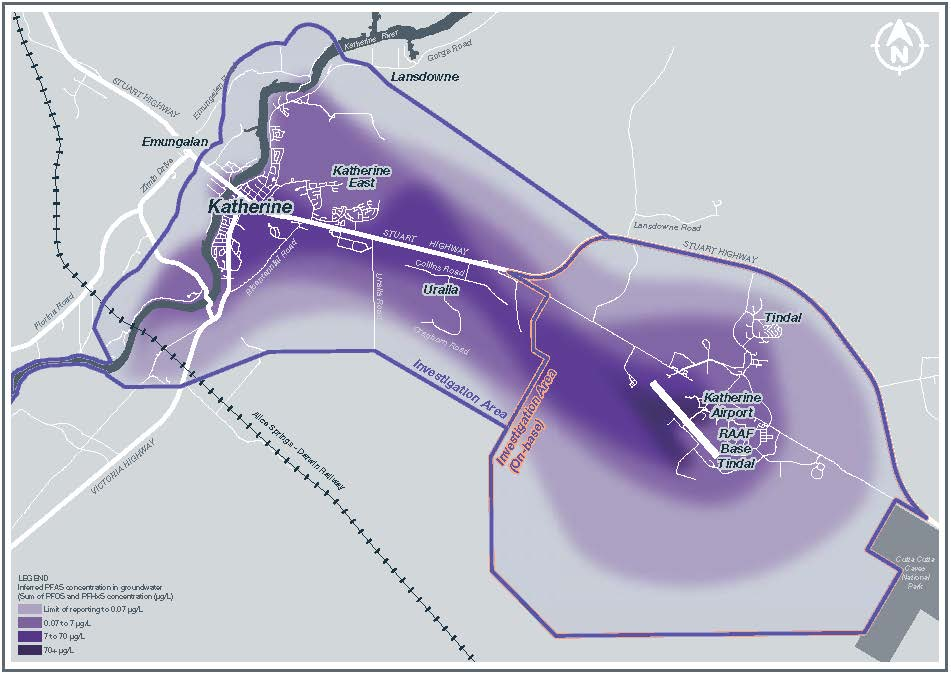 N
Katherine River
Gorge Road
Lansdowne
STUART HIGHWAY
Emungalan
Emungalan
Zimin Drive
Katherine
East
Katherine
STUART HIGHWAY
Lansdowne Road
STUART HIGHWAY
Bicentennial Road
Collins Road
Uralla
Uralla Road
Cragborn Road
Florina Road
Tindal
Investigation Area
Investigation Area
(On-base)
Katherine
Airport
RAAF
Base
Tindal
Alice Springs - Darwin Railway
VICTORIA HIGHWAY
Cutta Cutta
Caves
National
Park
LEGEND
Inferred PFAS concentration in groundwater
(Sum of PFOS and PFHxS concentration (µg/L)
Limit of reporting to 0.07 µg/L
0.07 to 7 µg/L
7 to 70 µg/L
70+ µg/L